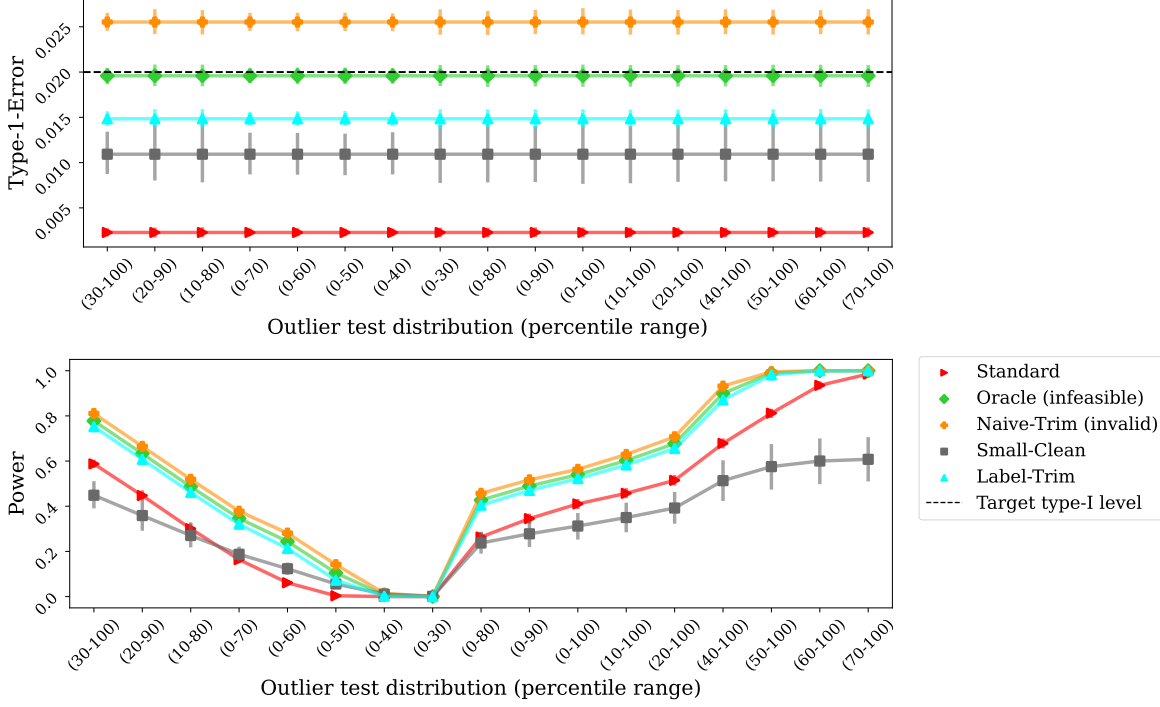 Type-1-Error
0.025
0.020
0.015
0.010
0.005
(30-100) (20-90) (10-80) (0-70) (0-60) (0-50) (0-40) (0-30) (0-80) (0-90) (0-100) (10-100) (20-100) (40-100) (50-100) (60-100) (70-100)
Outlier test distribution (percentile range)
Power
1.0
0.8
0.6
0.4
0.2
0.0
(30-100) (20-90) (10-80) (0-70) (0-60) (0-50) (0-40) (0-30) (0-80) (0-90) (0-100) (10-100) (20-100) (40-100) (50-100) (60-100) (70-100)
Outlier test distribution (percentile range)
Standard
Oracle (infeasible)
Naive-Trim (invalid)
Small-Clean
Label-Trim
Target type-I level